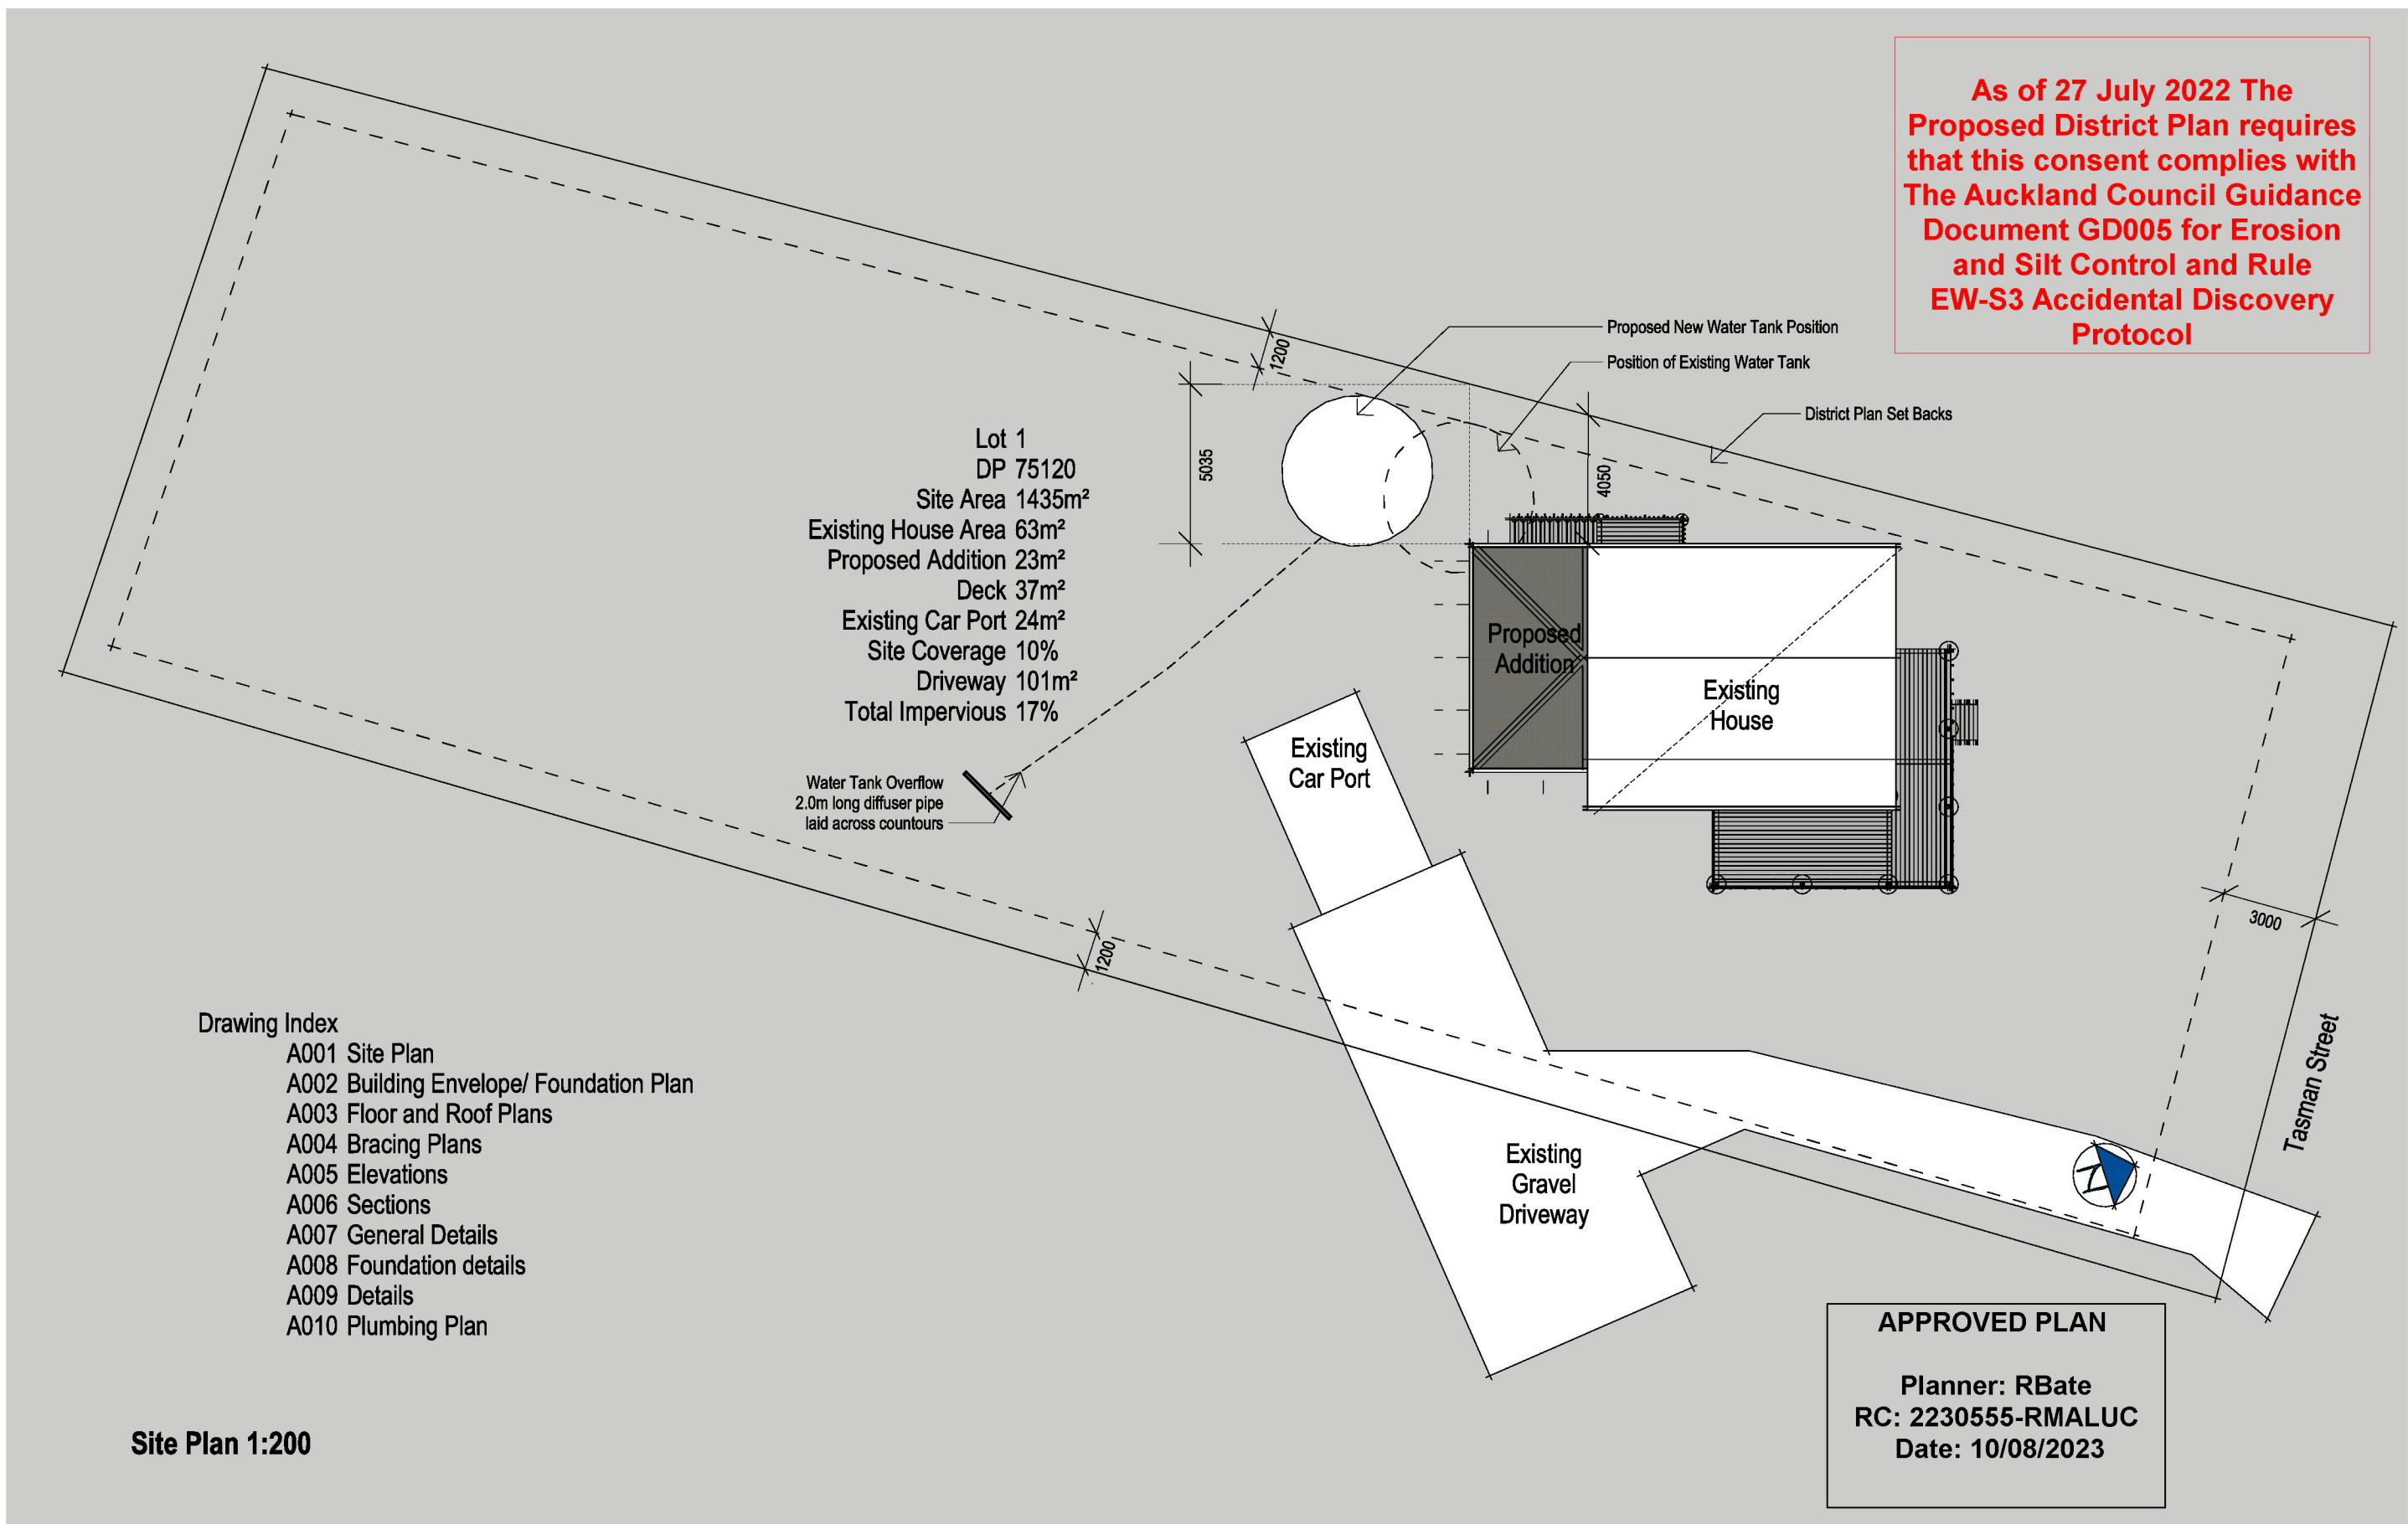 As of 27 July 2022 The
Proposed District Plan requires
that this consent complies with
The Auckland Council Guidance
Document GD005 for Erosion
and Silt Control and Rule
EW-S3 Accidental Discovery
Protocol
Proposed New Water Tank Position
Position of Existing Water Tank
District Plan Set Backs
1200
5035
4050
Lot 1
DP 75120
Site Area 1435m²
Existing House Area 63m²
Proposed Addition 23m²
Deck 37m²
Existing Car Port 24m²
Site Coverage 10%
Driveway 101m²
Total Impervious 17%
Proposed
Addition
Existing
House
Existing
Car Port
Water Tank Overflow
2.0m long diffuser pipe
laid across countours
1200
3000
Tasman Street
Existing
Gravel
Driveway
Drawing Index
A001 Site Plan
A002 Building Envelope/ Foundation Plan
A003 Floor and Roof Plans
A004 Bracing Plans
A005 Elevations
A006 Sections
A007 General Details
A008 Foundation details
A009 Details
A010 Plumbing Plan
Site Plan 1:200
APPROVED PLAN
Planner: RBate
RC: 2230555-RMALUC
Date: 10/08/2023